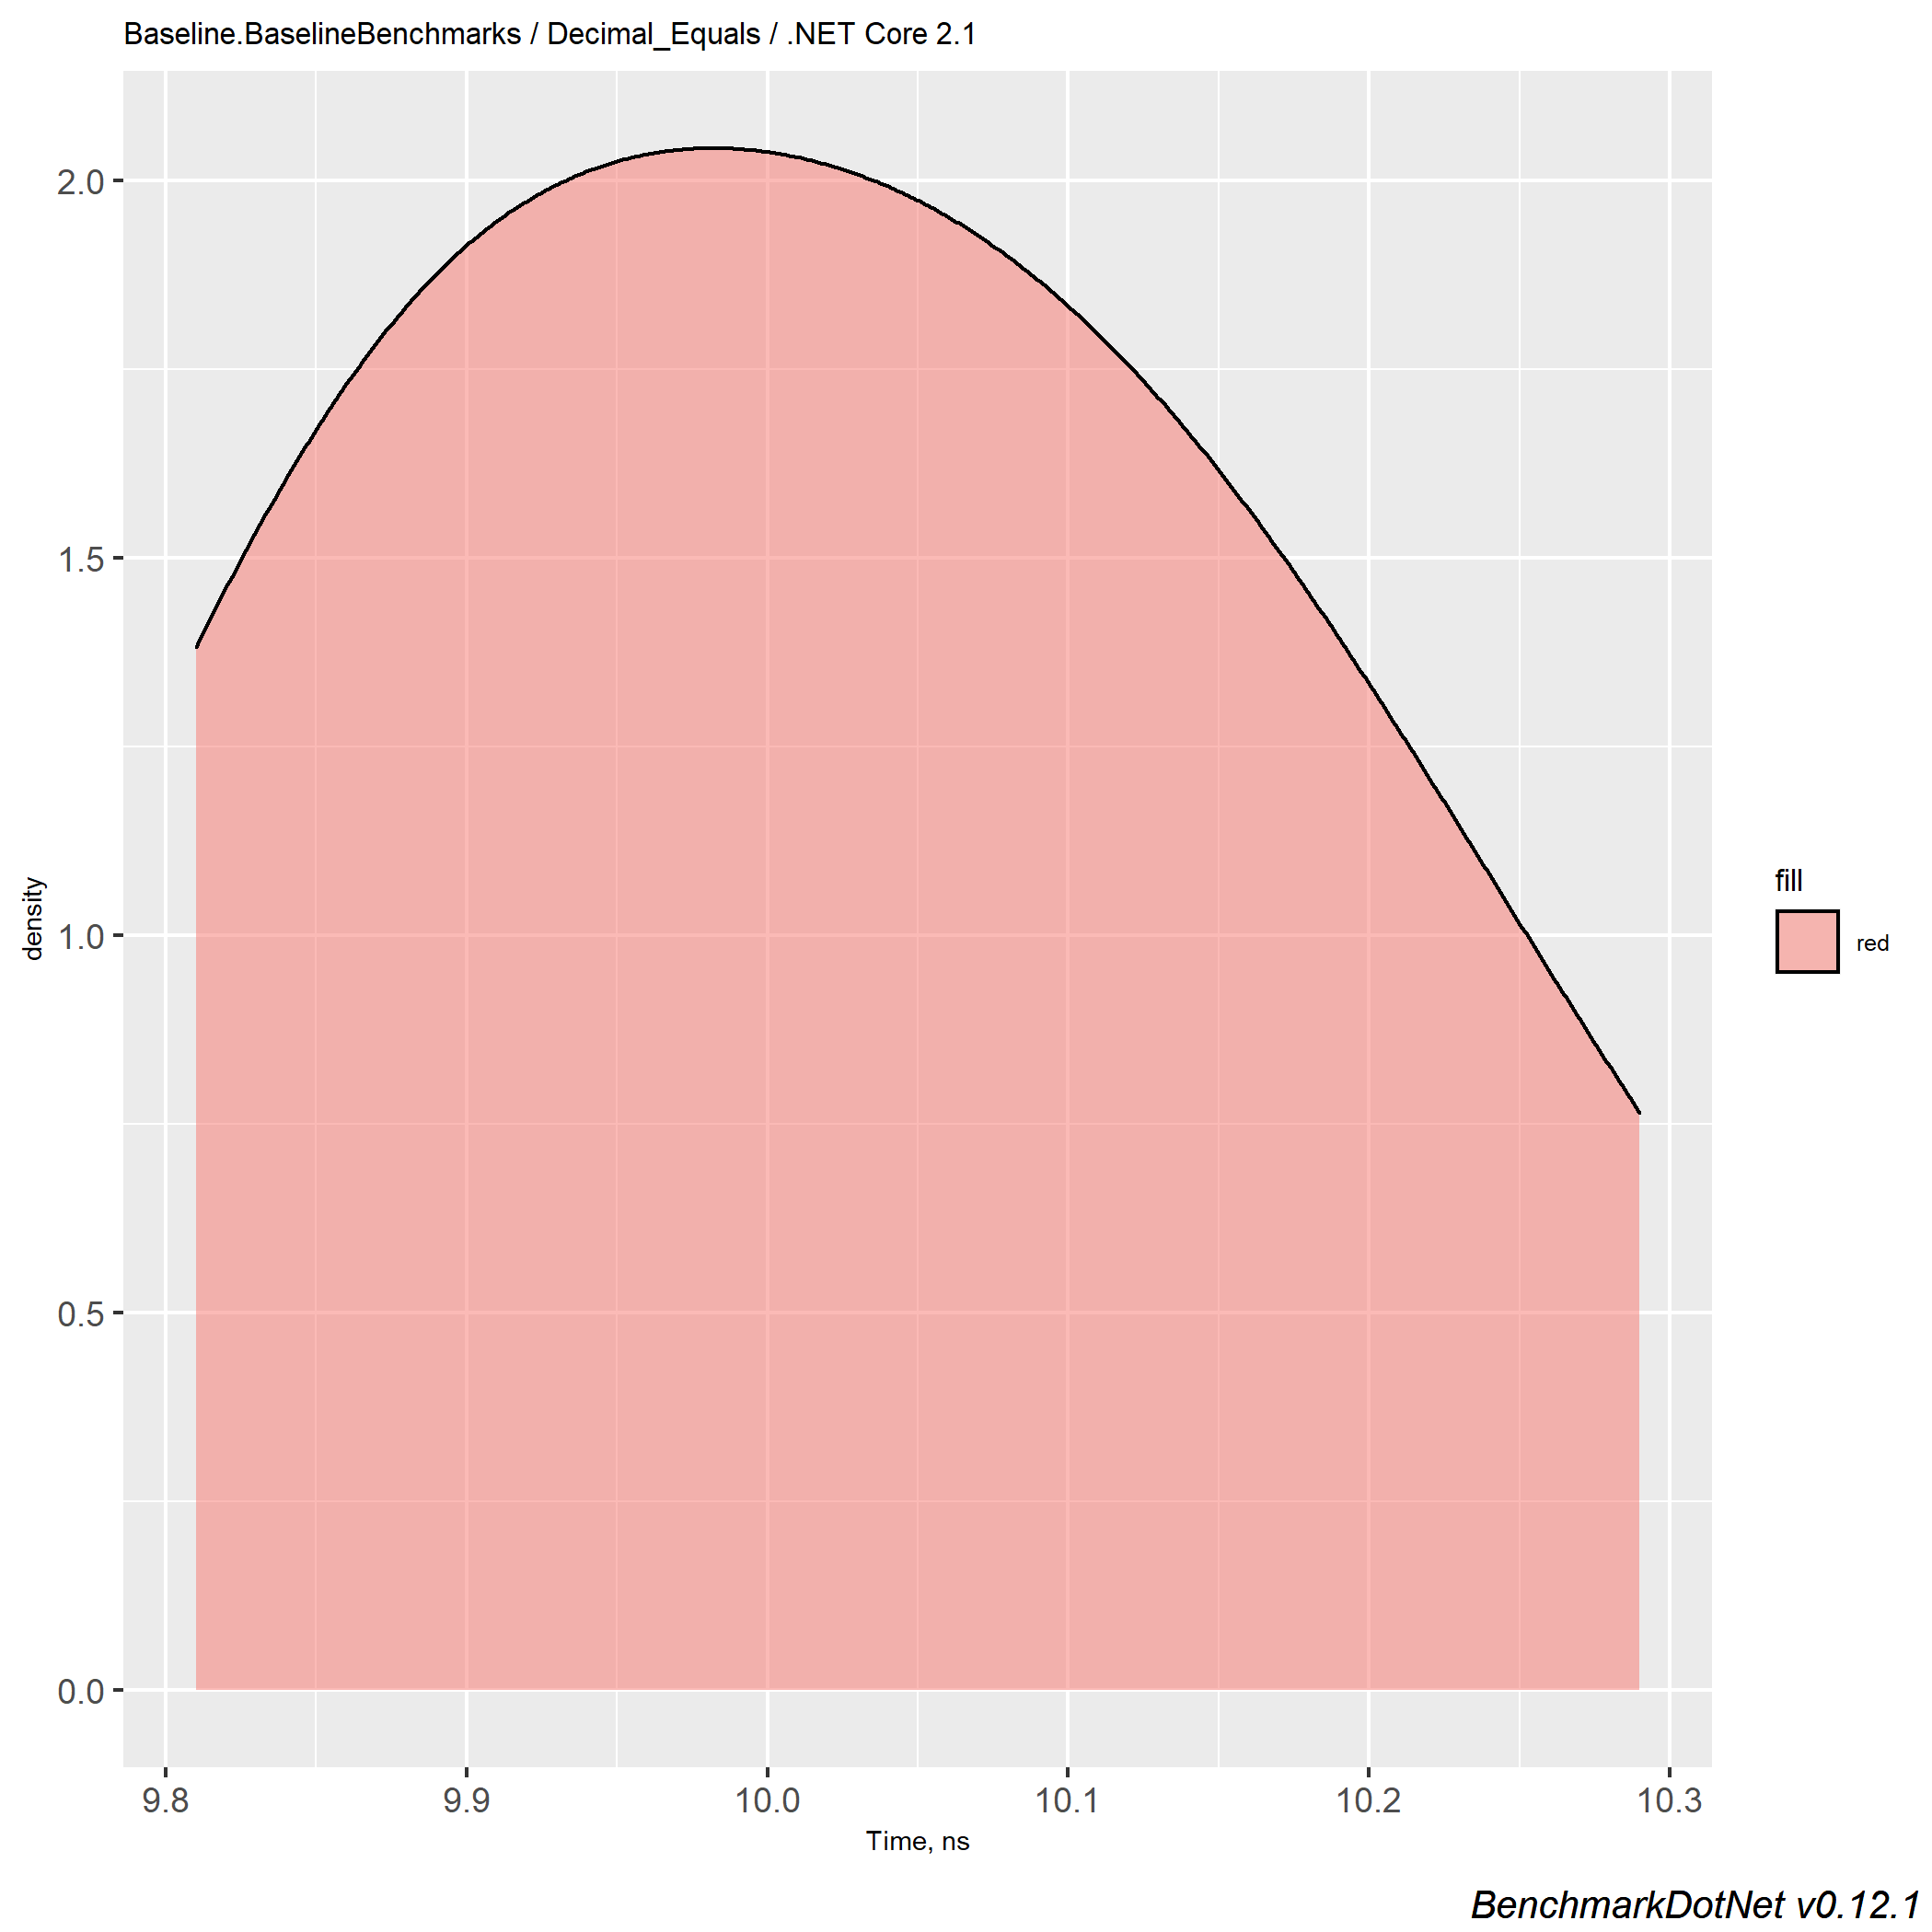 Baseline.BaselineBenchmarks / Decimal_Equals / .NET Core 2.1
2.0
1.5
1.0
0.5
0.0
density
9.8 9.9 10.0 10.1 10.2 10.3
Time, ns
fill
red
BenchmarkDotNet v0.12.1